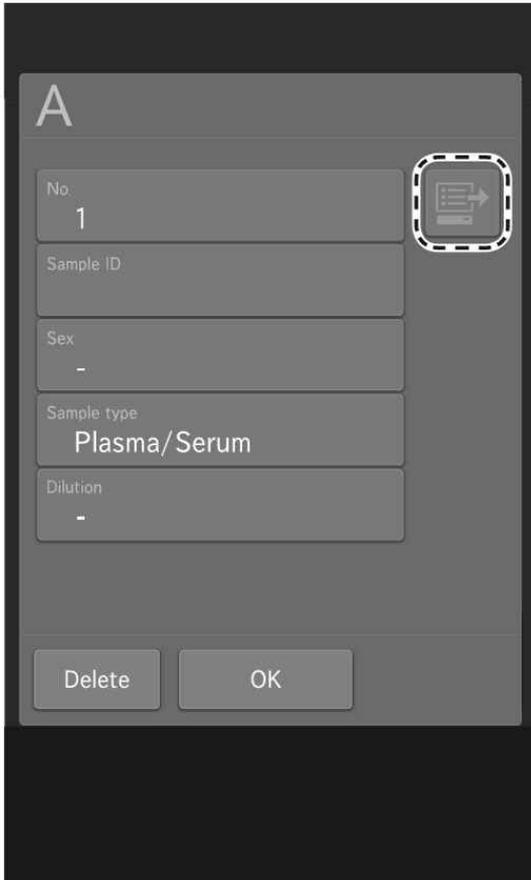 A
No
1
Sample ID
Sex
-
Sample type
Plasma/Serum
Dilution
-
Delete
OK